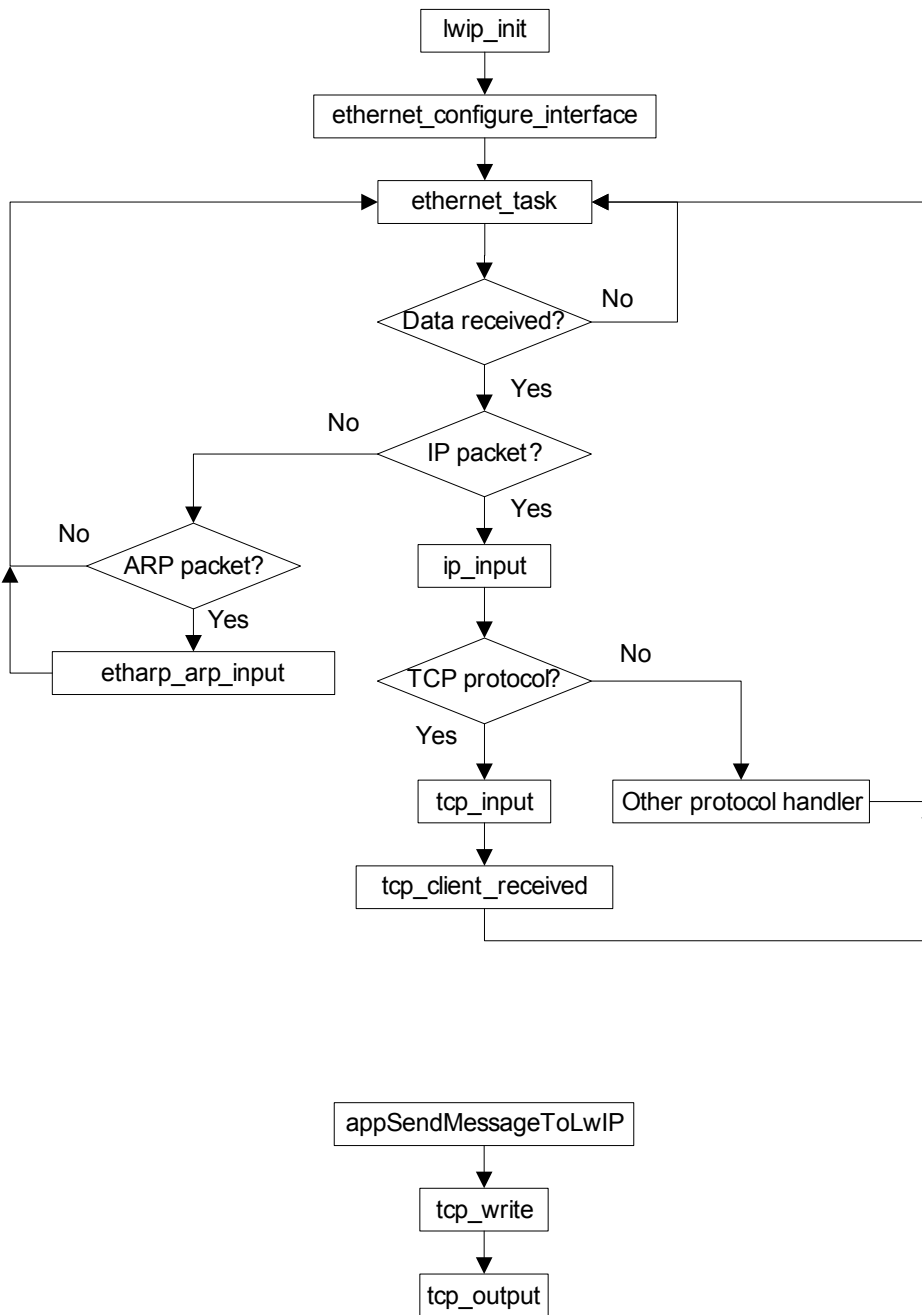 lwip_init
ethernet_configure_interface
ethernet_task
No
Data received?
Yes
No
IP packet?
Yes
No
ARP packet?
ip_input
Yes
etharp_arp_input
No
TCP protocol?
Yes
tcp_input
Other protocol handler
tcp_client_received
appSendMessageToLwIP
tcp_write
tcp_output